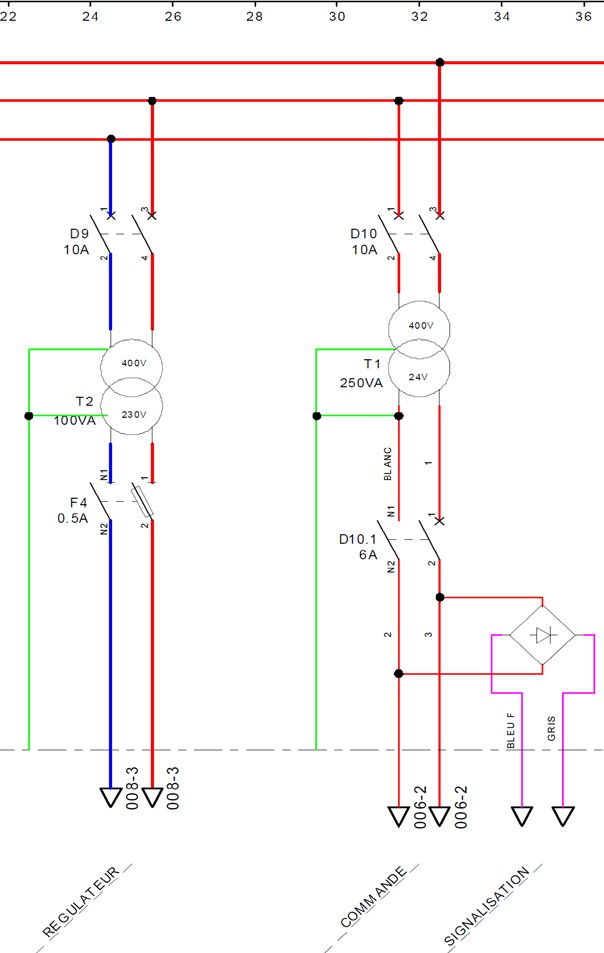 22 24 26 28 30 32 34 36
1 3 1 3
D9
10A
D10
10A
2 4 2 4
400V
400V
T1
250VA
24V
T2
100VA
230V
BLANC
1
N1 1
F4
0.5A
N2 2
N1 1
D10.1
6A
N2 2
2 3
BLEU F
GRIS
008-3
008-3
006-2
006-2
REGULATEUR
COMMANDE
SIGNALISATION